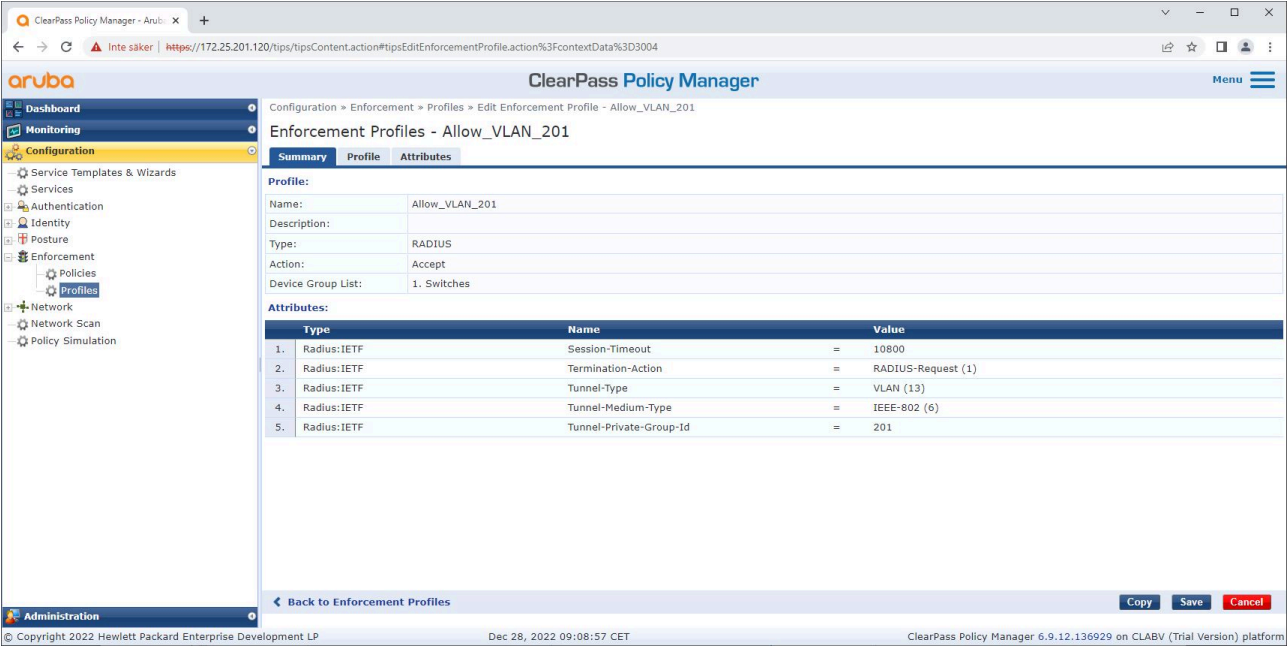 ClearPass Policy Manager - Arub
Inte säker | https://172.25.201.120/tips/tipsContent.action#tipsEditEnforcementProfile.action%3FcontextData%3D3004
aruba
ClearPass Policy Manager
Menu
Dashboard
Monitoring
Configuration
Service Templates & Wizards
Services
Authentication
Identity
Posture
Enforcement
Policies
Profiles
Network
Network Scan
Policy Simulation
Administration
Configuration » Enforcement » Profiles » Edit Enforcement Profile - Allow_VLAN_201
Enforcement Profiles - Allow_VLAN_201
Summary Profile Attributes
Profile:
Name: Allow_VLAN_201
Description:
Type: RADIUS
Action: Accept
Device Group List: 1. Switches
Attributes:
Type Name Value
1. Radius:IETF Session-Timeout = 10800
2. Radius:IETF Termination-Action = RADIUS-Request (1)
3. Radius:IETF Tunnel-Type = VLAN (13)
4. Radius:IETF Tunnel-Medium-Type = IEEE-802 (6)
5. Radius:IETF Tunnel-Private-Group-Id = 201
Back to Enforcement Profiles
Copy Save Cancel
© Copyright 2022 Hewlett Packard Enterprise Development LP Dec 28, 2022 09:08:57 CET ClearPass Policy Manager 6.9.12.136929 on CLABV (Trial Version) platform